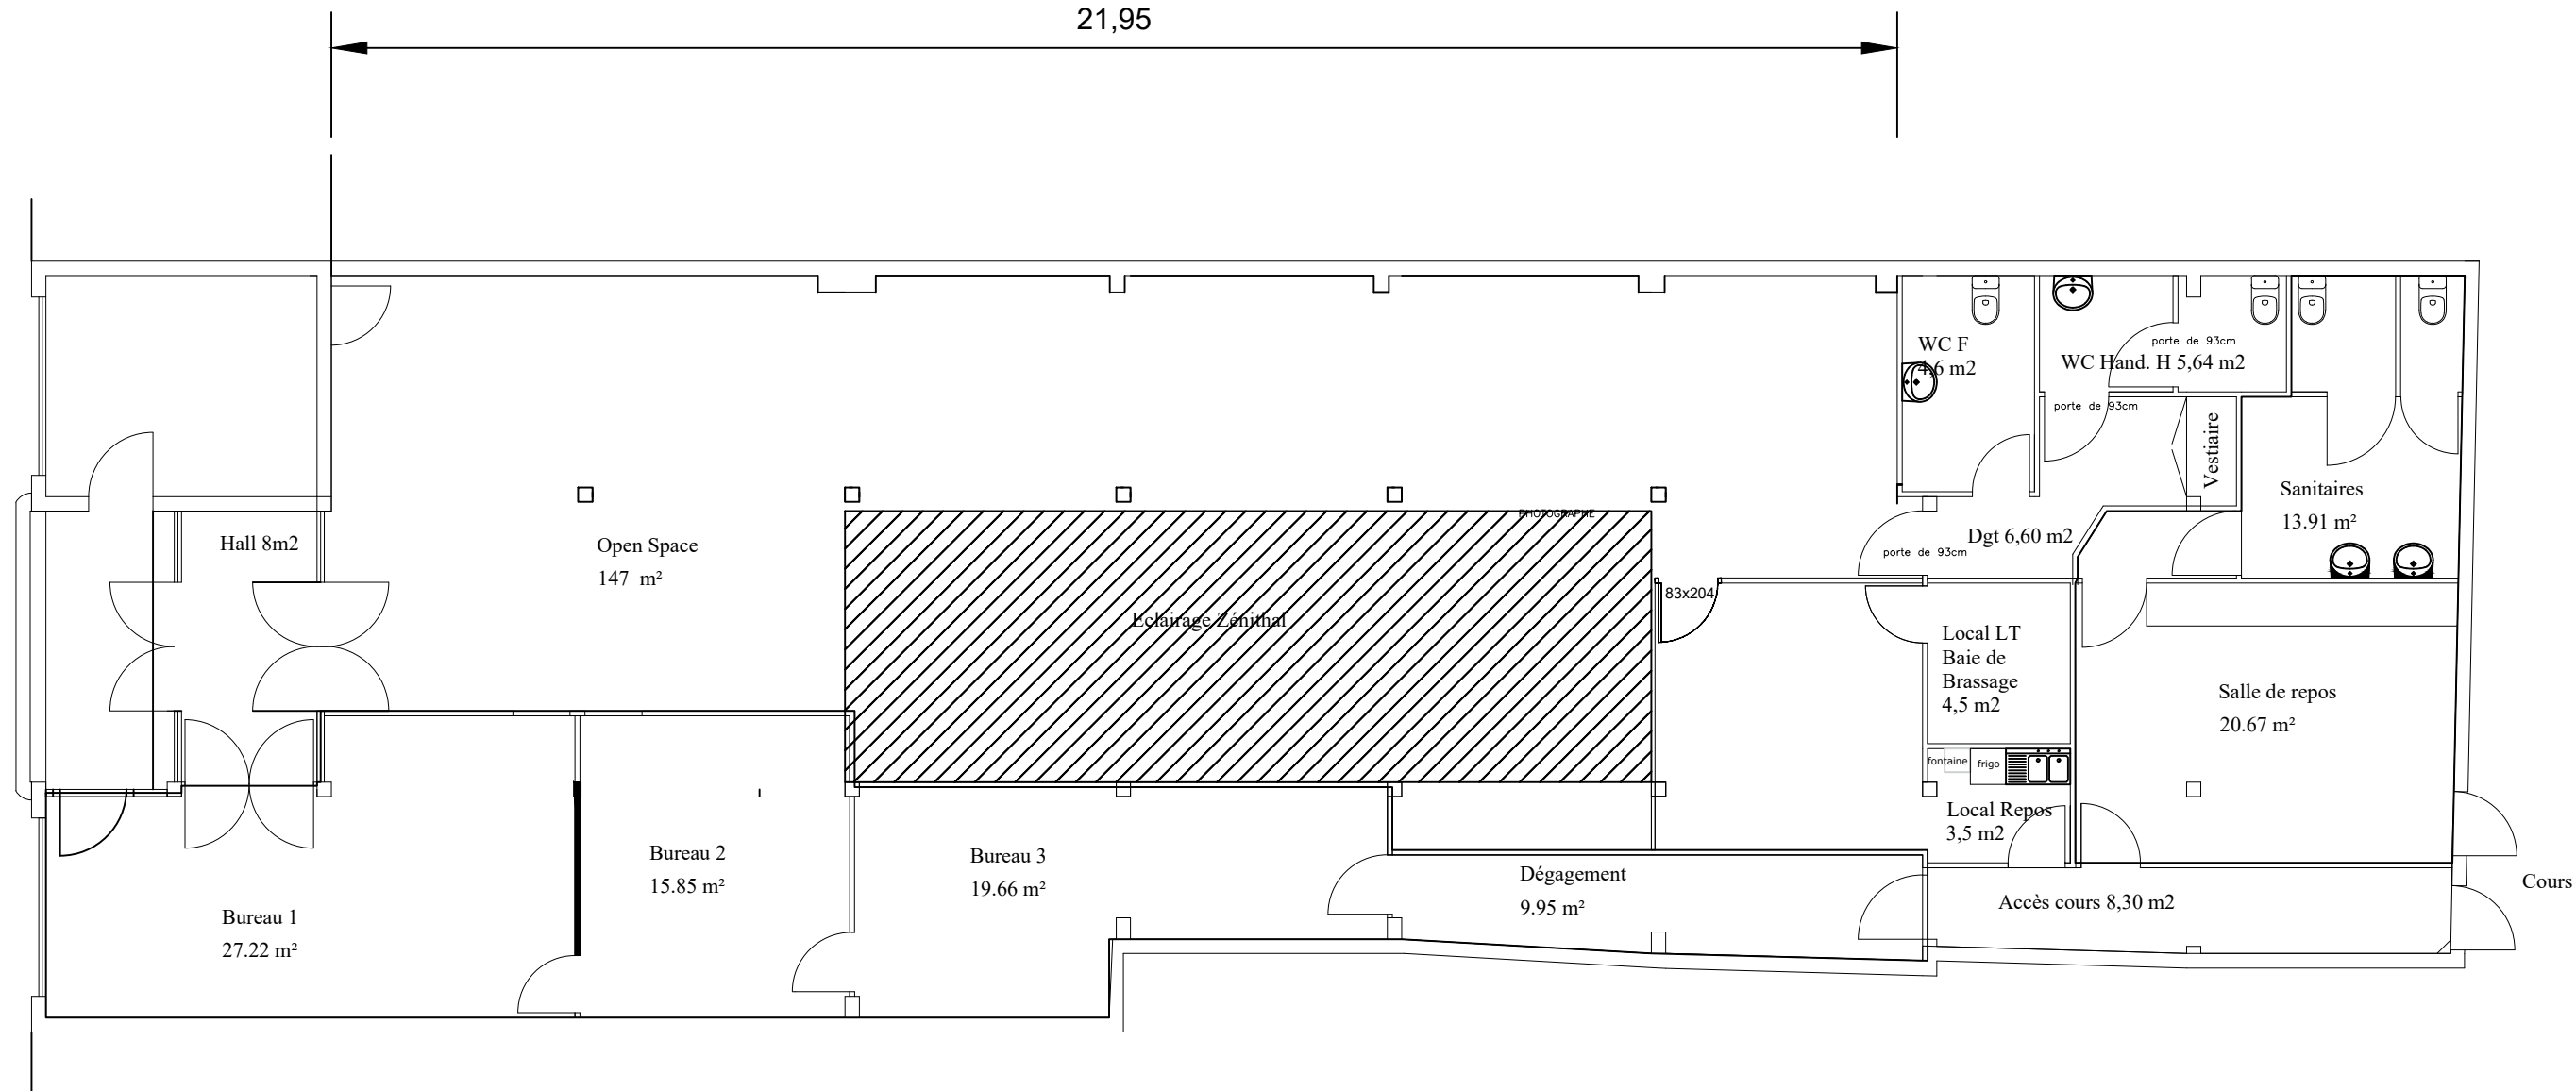 21,95
WC F
4,6 m2
porte de 93cm
WC Hand. H 5,64 m2
porte de 93cm
Vestiaire
Sanitaires
13.91 m²
PHOTOGRAPHE
Hall 8m2
Open Space
147 m²
Dgt 6,60 m2
porte de 93cm
83x204
Eclairage Zénithal
Local LT
Baie de
Brassage
4,5 m2
Salle de repos
20.67 m²
fontaine
frigo
Local Repos
3,5 m2
Bureau 1
27.22 m²
Bureau 2
15.85 m²
Bureau 3
19.66 m²
Dégagement
9.95 m²
Accès cours 8,30 m2
Cours